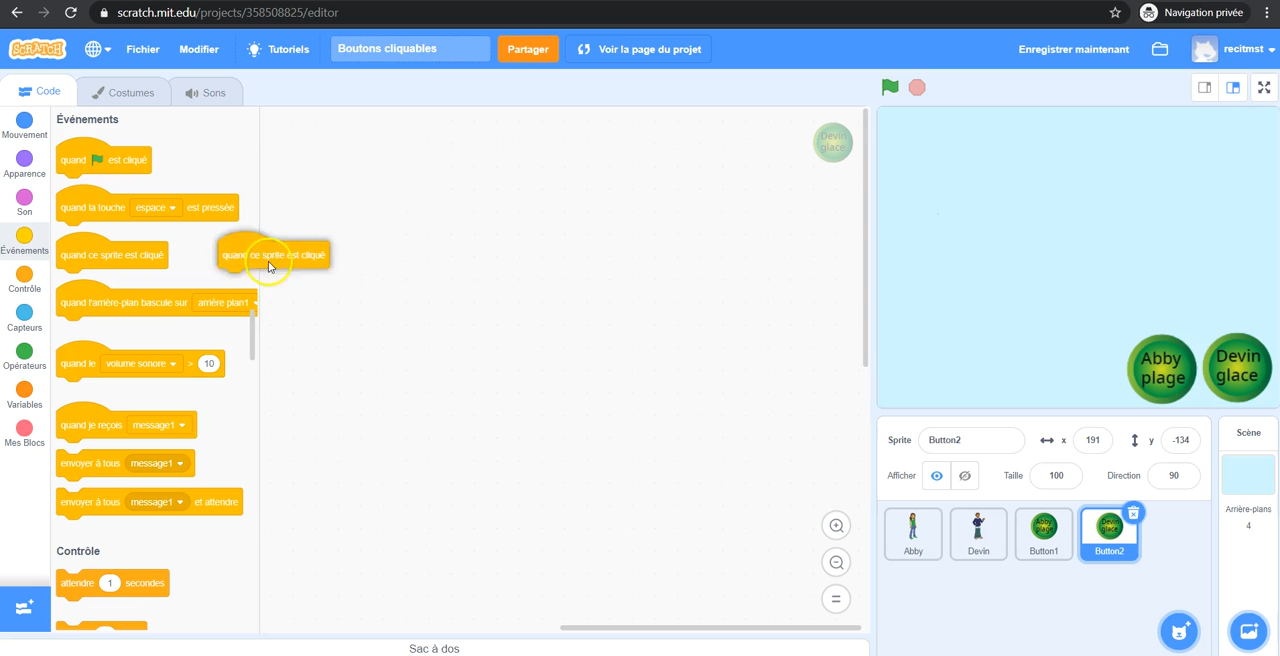 scratch.mit.edu/projects/358508825/editor
Navigation privée
SCRATCH
Fichier
Modifier
Tutoriels
Boutons cliquables
Partager
Voir la page du projet
Enregistrer maintenant
recitmst
Code
Costumes
Sons
Mouvement
Apparence
Son
Événements
Contrôle
Capteurs
Opérateurs
Variables
Mes Blocs
Événements
quand est cliqué
quand la touche espace est pressée
quand ce sprite est cliqué
quand l'arrière-plan bascule sur arrière plan1
quand le volume sonore > 10
quand je reçois message1
envoyer à tous message1
envoyer à tous message1 et attendre
Contrôle
attendre 1 secondes
quand ce sprite est cliqué
Devin
glace
Sac à dos
Abby
plage
Devin
glace
Sprite Button2 x 191 y -134
Afficher Taille 100 Direction 90
Abby
plage
Devin
glace
Abby
Devin
Button1
Button2
Scène
Arrière-plans
4